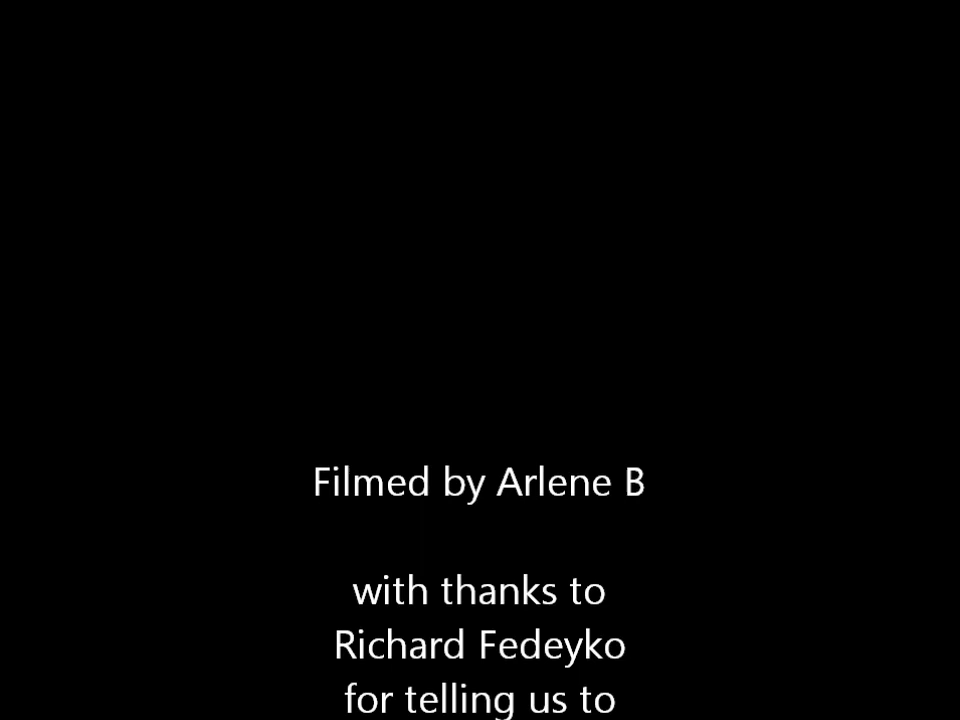 Filmed by Arlene B
with thanks to
Richard Fedeyko
for telling us to